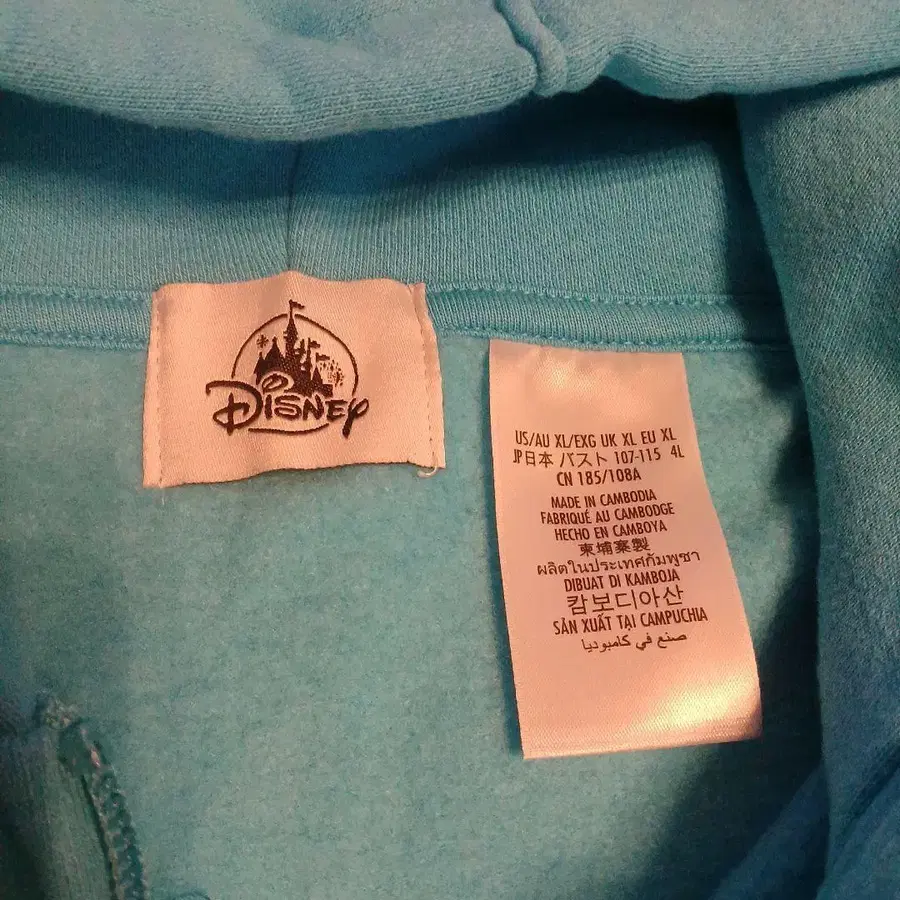 Disney
US/AU XL/EXG UK XL EU XL
JP日本 バスト 107-115 4L
CN 185/108A
MADE IN CAMBODIA
FABRIQUÉ AU CAMBODGE
HECHO EN CAMBOYA
柬埔寨製
ผลิตในประเทศกัมพูชา
DIBUAT DI KAMBOJA
캄보디아산
SẢN XUẤT TẠI CAMPUCHIA
صنع في كامبوديا